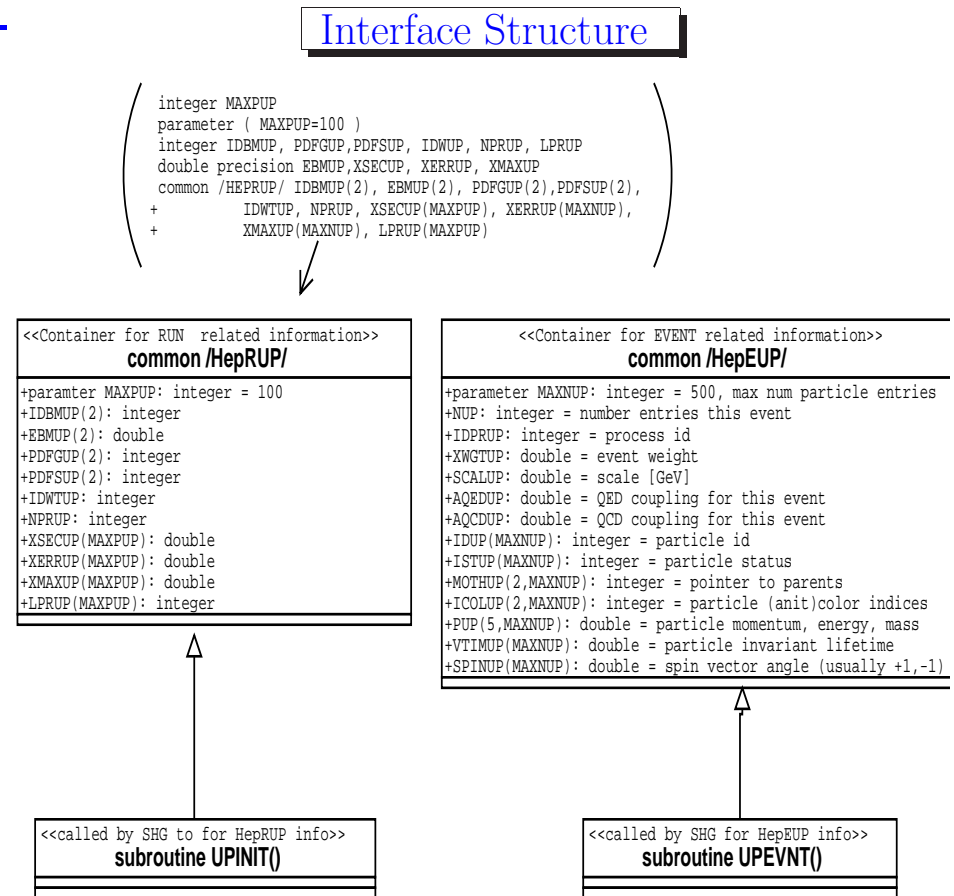 Interface Structure
integer MAXPUP
parameter ( MAXPUP=100 )
integer IDBMUP, PDFGUP,PDFSUP, IDWUP, NPRUP, LPRUP
double precision EBMUP,XSECUP, XERRUP, XMAXUP
common /HEPRUP/ IDBMUP(2), EBMUP(2), PDFGUP(2),PDFSUP(2),
+ IDWTUP, NPRUP, XSECUP(MAXPUP), XERRUP(MAXNUP),
+ XMAXUP(MAXNUP), LPRUP(MAXPUP)
<<Container for RUN related information>>
common /HepRUP/
+paramter MAXPUP: integer = 100
+IDBMUP(2): integer
+EBMUP(2): double
+PDFGUP(2): integer
+PDFSUP(2): integer
+IDWTUP: integer
+NPRUP: integer
+XSECUP(MAXPUP): double
+XERRUP(MAXPUP): double
+XMAXUP(MAXPUP): double
+LPRUP(MAXPUP): integer
<<Container for EVENT related information>>
common /HepEUP/
+parameter MAXNUP: integer = 500, max num particle entries
+NUP: integer = number entries this event
+IDPRUP: integer = process id
+XWGTUP: double = event weight
+SCALUP: double = scale [GeV]
+AQEDUP: double = QED coupling for this event
+AQCDUP: double = QCD coupling for this event
+IDUP(MAXNUP): integer = particle id
+ISTUP(MAXNUP): integer = particle status
+MOTHUP(2,MAXNUP): integer = pointer to parents
+ICOLUP(2,MAXNUP): integer = particle (anit)color indices
+PUP(5,MAXNUP): double = particle momentum, energy, mass
+VTIMUP(MAXNUP): double = particle invariant lifetime
+SPINUP(MAXNUP): double = spin vector angle (usually +1,-1)
<<called by SHG to for HepRUP info>>
subroutine UPINIT()
<<called by SHG for HepEUP info>>
subroutine UPEVNT()